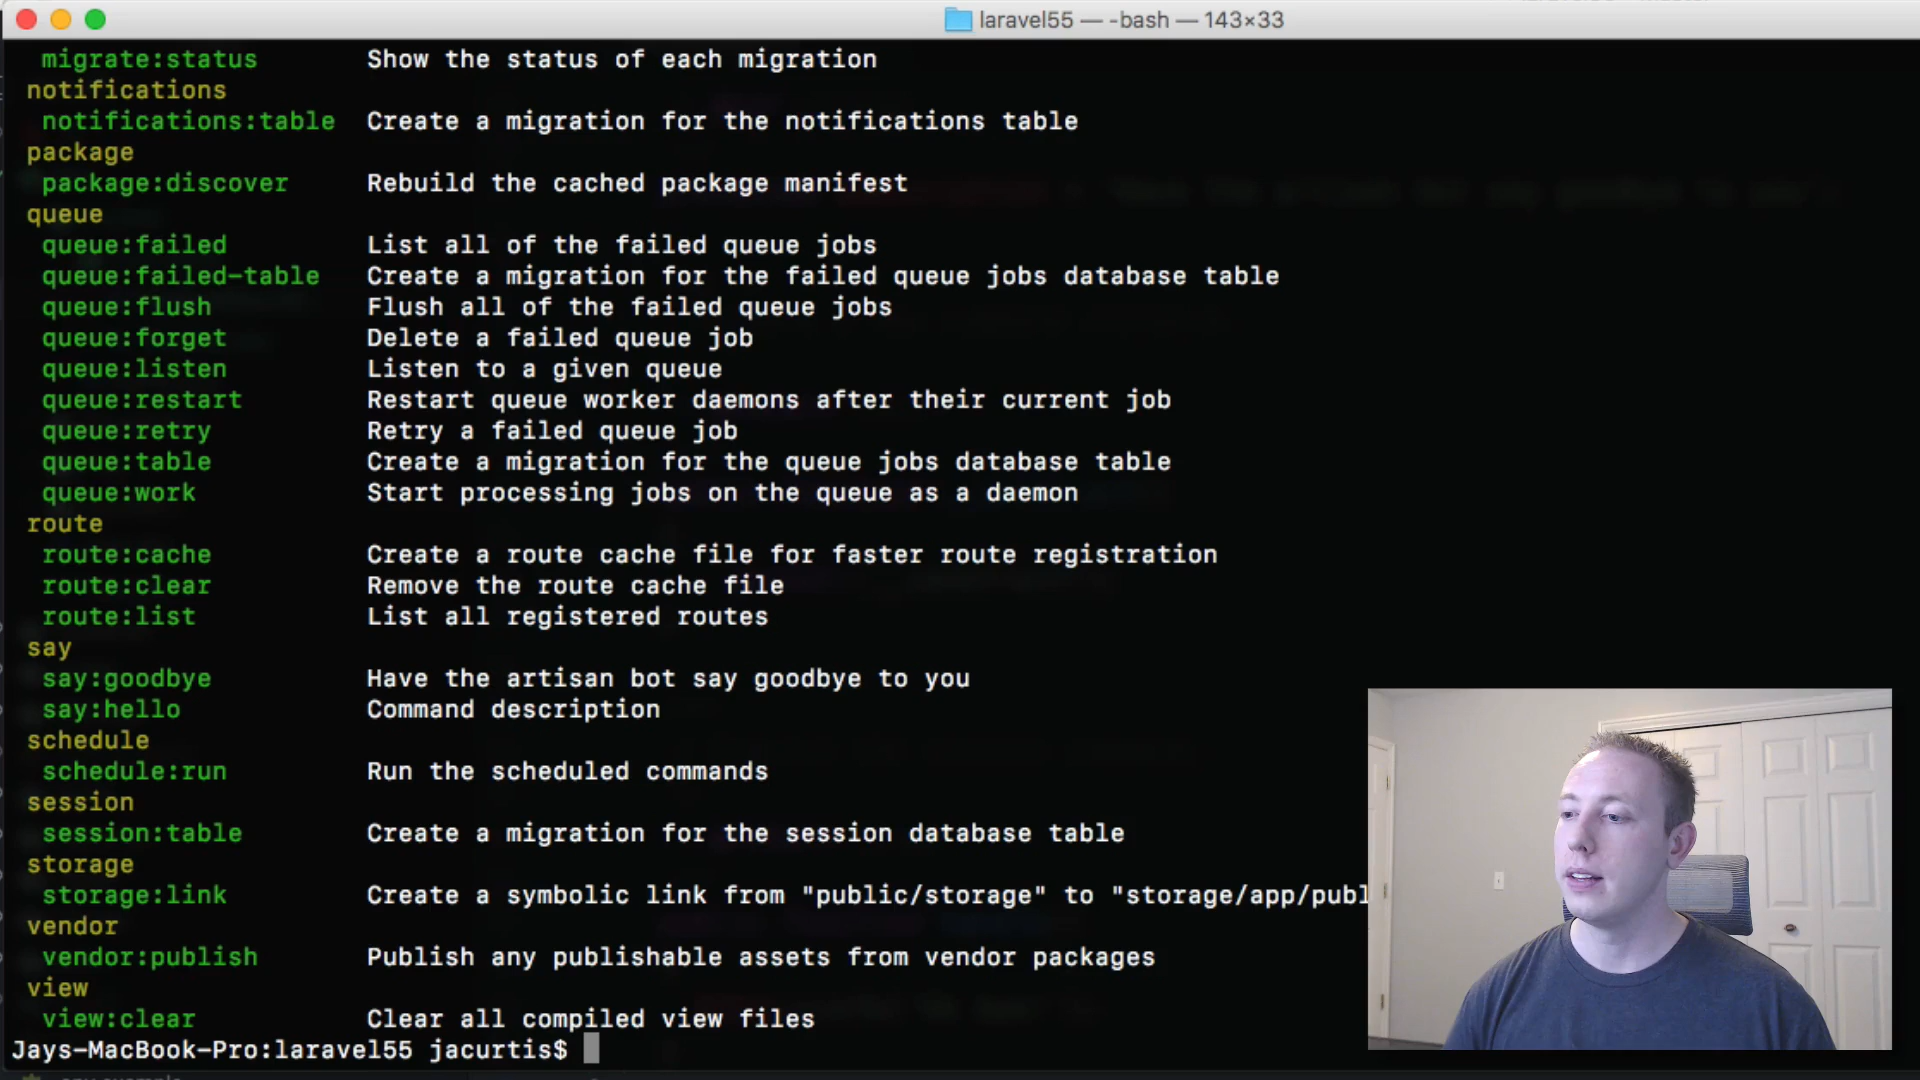 laravel55 — -bash — 143×33
migrate:status Show the status of each migration
notifications
notifications:table Create a migration for the notifications table
package
package:discover Rebuild the cached package manifest
queue
queue:failed List all of the failed queue jobs
queue:failed-table Create a migration for the failed queue jobs database table
queue:flush Flush all of the failed queue jobs
queue:forget Delete a failed queue job
queue:listen Listen to a given queue
queue:restart Restart queue worker daemons after their current job
queue:retry Retry a failed queue job
queue:table Create a migration for the queue jobs database table
queue:work Start processing jobs on the queue as a daemon
route
route:cache Create a route cache file for faster route registration
route:clear Remove the route cache file
route:list List all registered routes
say
say:goodbye Have the artisan bot say goodbye to you
say:hello Command description
schedule
schedule:run Run the scheduled commands
session
session:table Create a migration for the session database table
storage
storage:link Create a symbolic link from "public/storage" to "storage/app/publ
vendor
vendor:publish Publish any publishable assets from vendor packages
view
view:clear Clear all compiled view files
Jays-MacBook-Pro:laravel55 jacurtis$